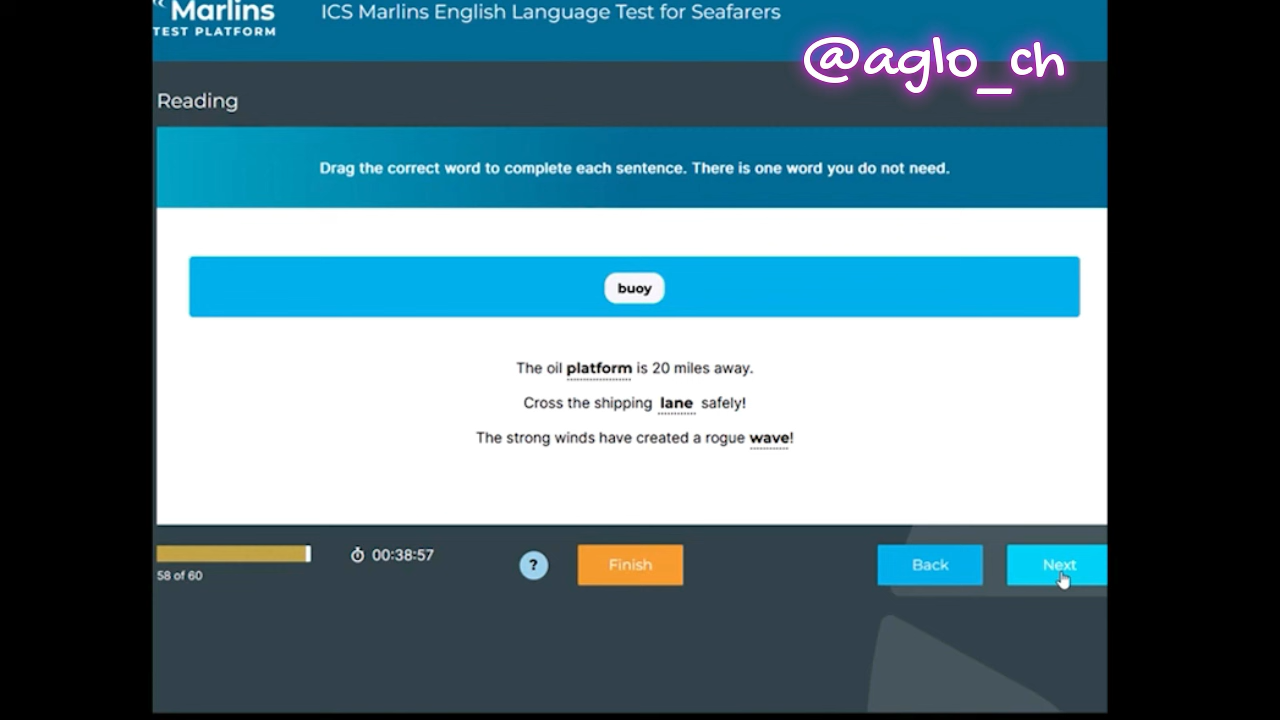 Marlins
TEST PLATFORM
ICS Marlins English Language Test for Seafarers
@aglo_ch
Reading
Drag the correct word to complete each sentence. There is one word you do not need.
buoy
The oil platform is 20 miles away.
Cross the shipping lane safely!
The strong winds have created a rogue wave!
58 of 60
00:38:57
?
Finish
Back
Next